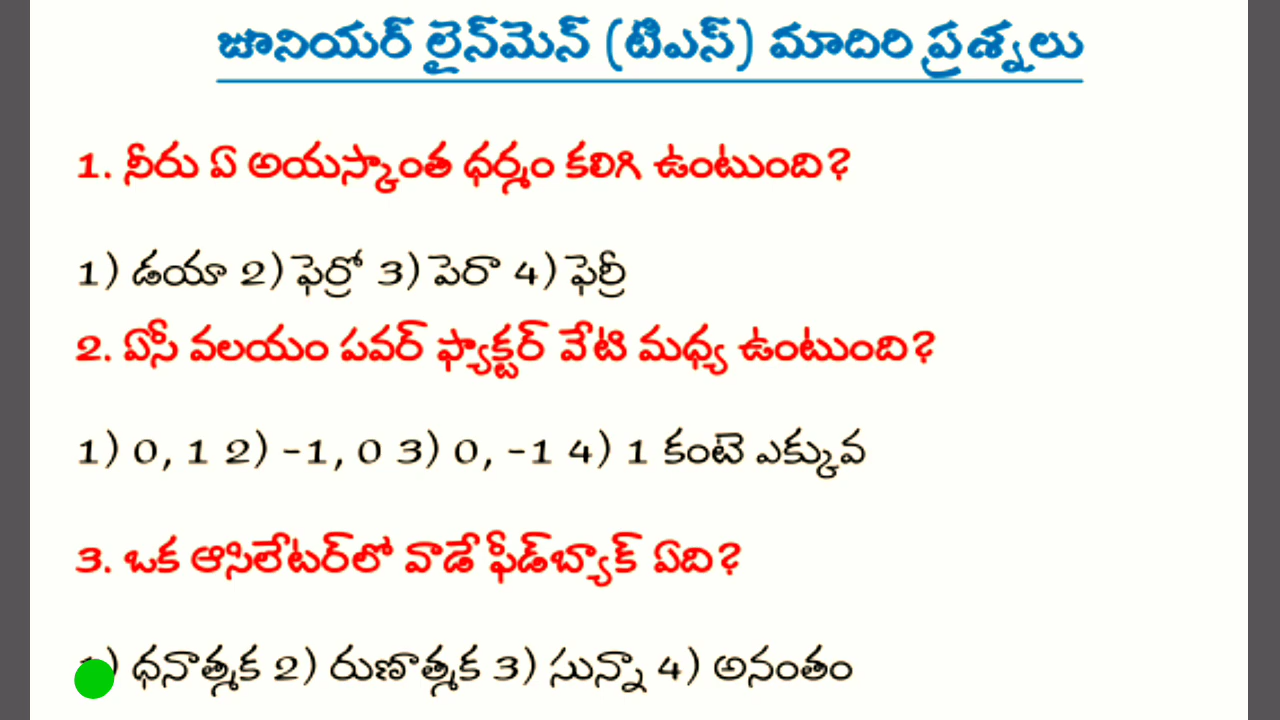 జూనియర్ లైన్‌మెన్ (టిఎస్) మాదిరి ప్రశ్నలు
1. నీరు ఏ అయస్కాంత ధర్మం కలిగి ఉంటుంది?
1) డయా 2) ఫెర్రో 3) పెరా 4) ఫెర్రీ
2. ఏసీ వలయం పవర్ ఫ్యాక్టర్ వేటి మధ్య ఉంటుంది?
1) 0, 1 2) -1, 0 3) 0, -1 4) 1 కంటె ఎక్కువ
3. ఒక ఆసిలేటర్‌లో వాడే ఫీడ్‌బ్యాక్ ఏది?
1) ధనాత్మక 2) రుణాత్మక 3) సున్నా 4) అనంతం